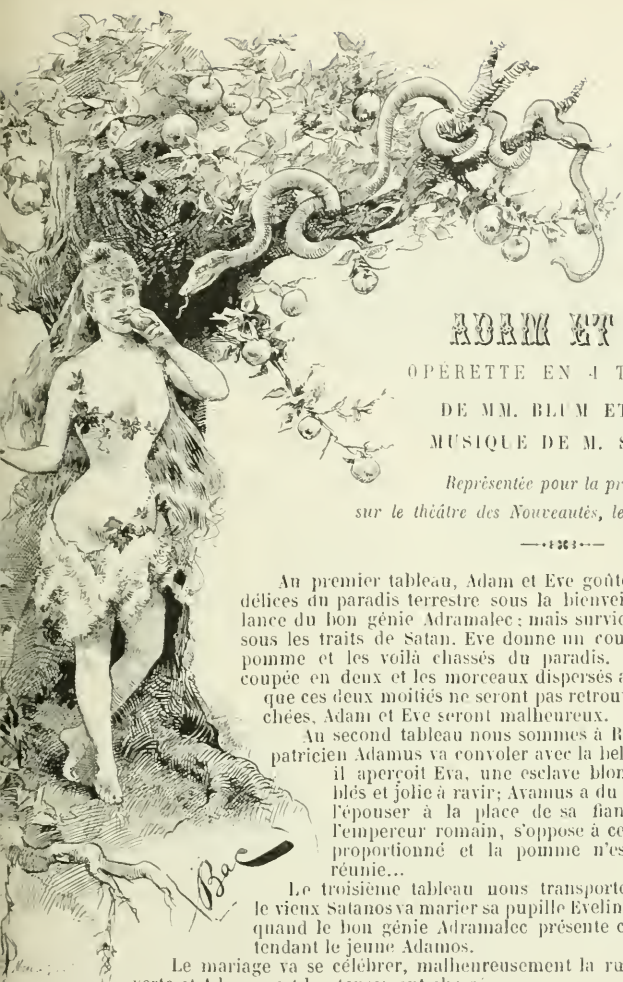 ADAM ET
OPÉRETTE EN 4 T
DE MM. BLUM ET
MUSIQUE DE M. S
Représentée pour la pr
sur le théâtre des Nouveautés, le
Au premier tableau, Adam et Eve goûte
délices du paradis terrestre sous la bienvei
lance du bon génie Adramalec; mais survie
sous les traits de Satan. Eve donne un cou
pomme et les voilà chassés du paradis.
coupée en deux et les morceaux dispersés a
que ces deux moitiés ne seront pas retrou
chées, Adam et Eve seront malheureux.
Au second tableau nous sommes à R
patricien Adamus va convoler avec la bel
il aperçoit Eva, une esclave blon
blés et jolie à ravir; Avamus a du
l'épouser à la place de sa fian
l'empereur romain, s'oppose à ce
proportionné et la pomme n'es
réunie...
Bac
Le troisième tableau nous transporte
le vieux Satanos va marier sa pupille Evelin
quand le bon génie Adramalec présente c
tendant le jeune Adamos.
Le mariage va se célébrer, malheureusement la ru